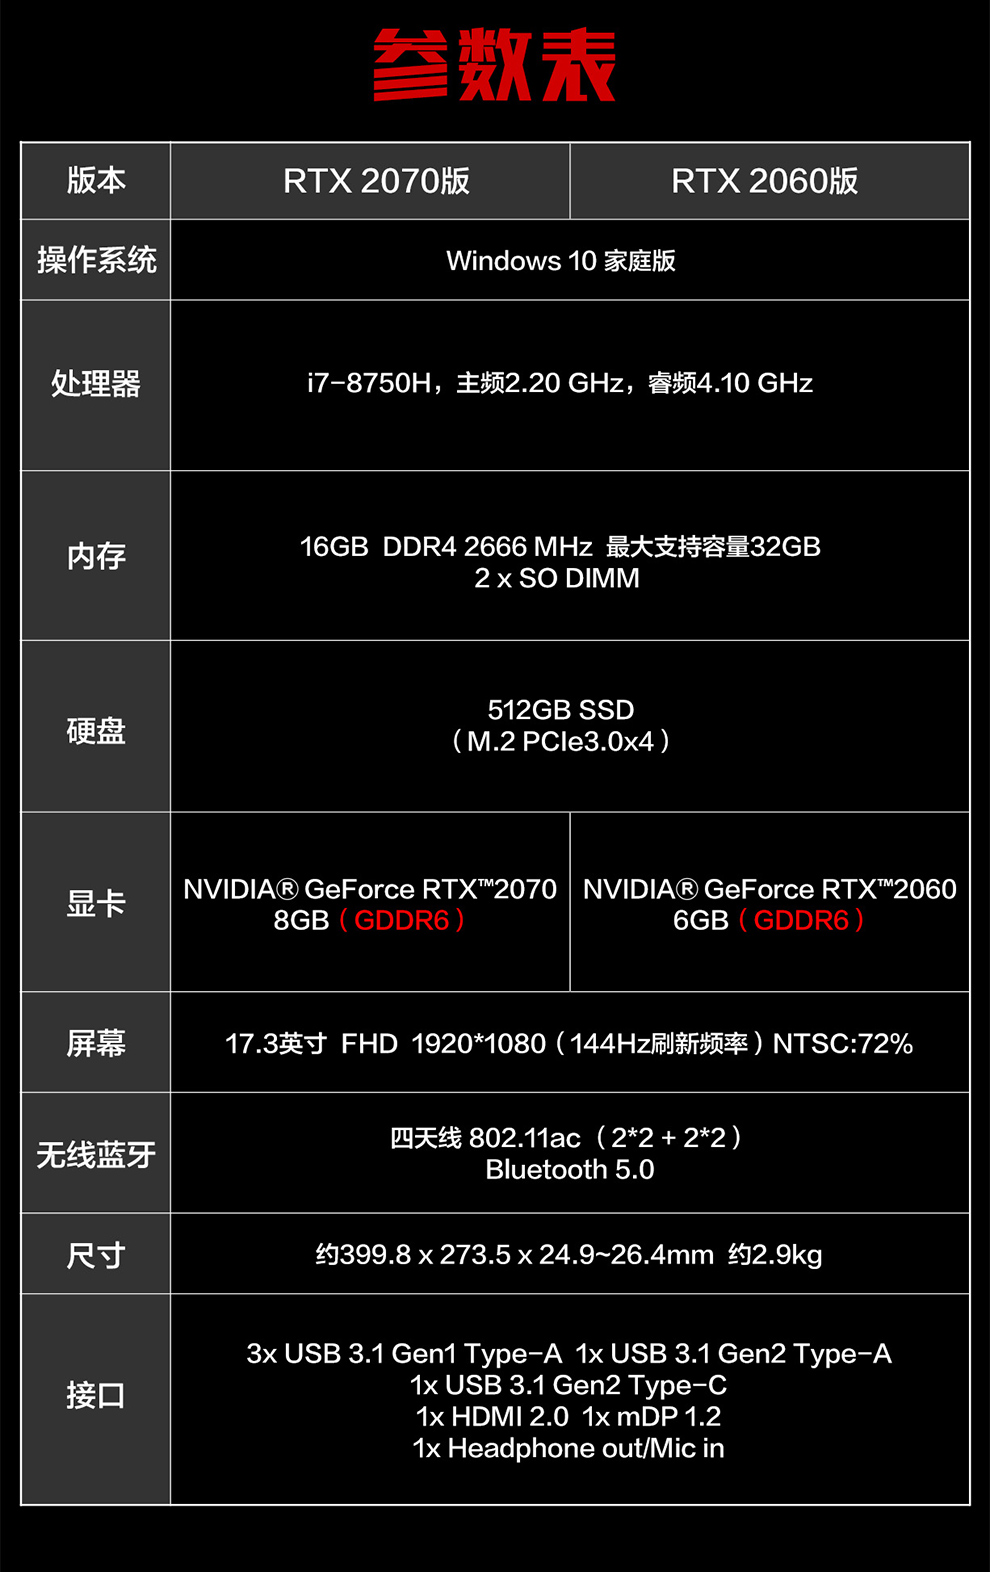 参数表
版本
RTX 2070版
RTX 2060版
操作系统
Windows 10 家庭版
处理器
i7-8750H，主频2.20 GHz，睿频4.10 GHz
内存
16GB DDR4 2666 MHz 最大支持容量32GB
2 x SO DIMM
硬盘
512GB SSD
（M.2 PCIe3.0x4）
显卡
NVIDIA® GeForce RTX™2070
8GB（GDDR6）
NVIDIA® GeForce RTX™2060
6GB（GDDR6）
屏幕
17.3英寸 FHD 1920*1080（144Hz刷新频率）NTSC:72%
无线蓝牙
四天线 802.11ac（2*2 + 2*2）
Bluetooth 5.0
尺寸
约399.8 x 273.5 x 24.9~26.4mm 约2.9kg
接口
3x USB 3.1 Gen1 Type-A 1x USB 3.1 Gen2 Type-A
1x USB 3.1 Gen2 Type-C
1x HDMI 2.0 1x mDP 1.2
1x Headphone out/Mic in